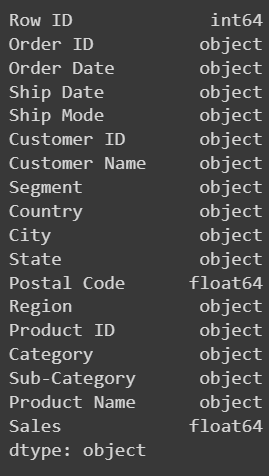 Row ID int64
Order ID object
Order Date object
Ship Date object
Ship Mode object
Customer ID object
Customer Name object
Segment object
Country object
City object
State object
Postal Code float64
Region object
Product ID object
Category object
Sub-Category object
Product Name object
Sales float64
dtype: object